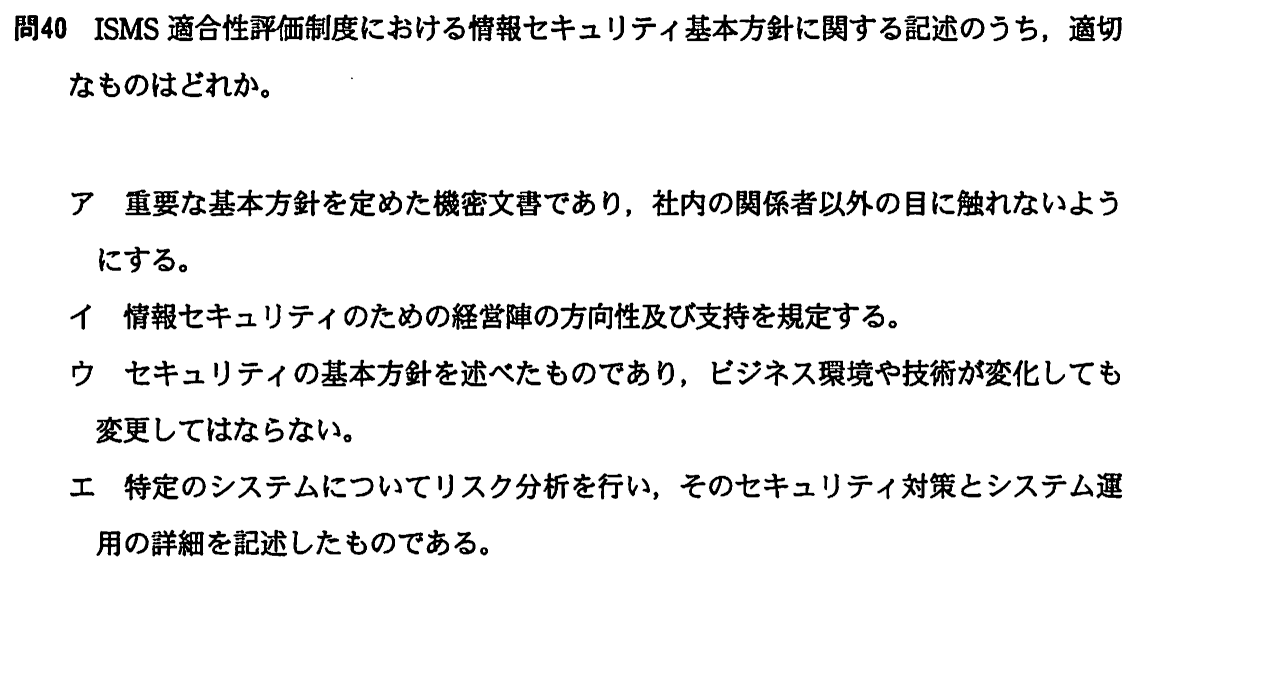 問40 ISMS 適合性評価制度における情報セキュリティ基本方針に関する記述のうち，適切
なものはどれか。
ア 重要な基本方針を定めた機密文書であり，社内の関係者以外の目に触れないよう
にする。
イ 情報セキュリティのための経営陣の方向性及び支持を規定する。
ウ セキュリティの基本方針を述べたものであり，ビジネス環境や技術が変化しても
変更してはならない。
エ 特定のシステムについてリスク分析を行い，そのセキュリティ対策とシステム運
用の詳細を記述したものである。